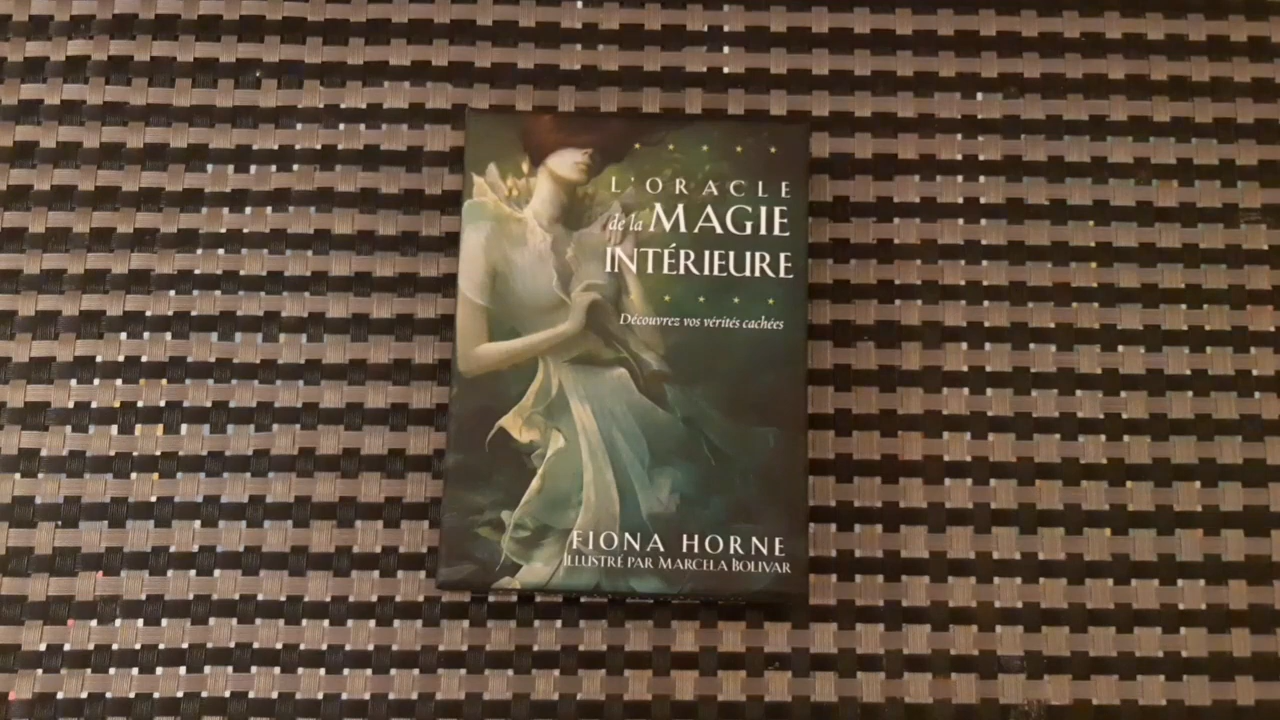 L'ORACLE
de la MAGIE
INTÉRIEURE
Découvrez vos vérités cachées
FIONA HORNE
ILLUSTRÉ PAR MARCELA BOLIVAR